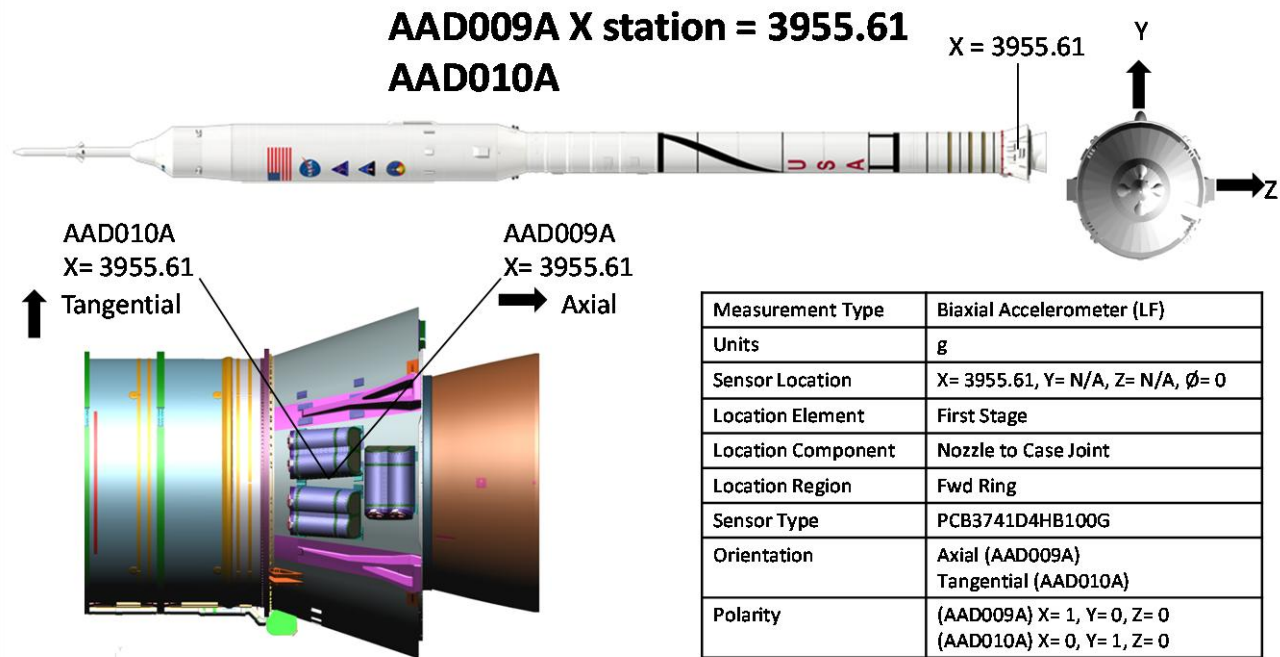 AAD009A X station = 3955.61
AAD010A
X = 3955.61
Y
Z
USA
AAD010A
X= 3955.61
Tangential
AAD009A
X= 3955.61
Axial
Measurement Type Biaxial Accelerometer (LF)
Units g
Sensor Location X= 3955.61, Y= N/A, Z= N/A, Ø= 0
Location Element First Stage
Location Component Nozzle to Case Joint
Location Region Fwd Ring
Sensor Type PCB3741D4HB100G
Orientation Axial (AAD009A)
Tangential (AAD010A)
Polarity (AAD009A) X= 1, Y= 0, Z= 0
(AAD010A) X= 0, Y= 1, Z= 0